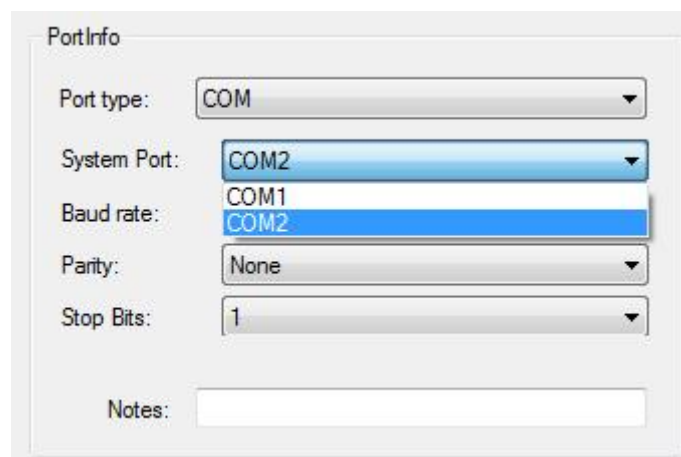 PortInfo
Port type: COM
System Port: COM2
COM1
Baud rate: COM2
Parity: None
Stop Bits: 1
Notes: